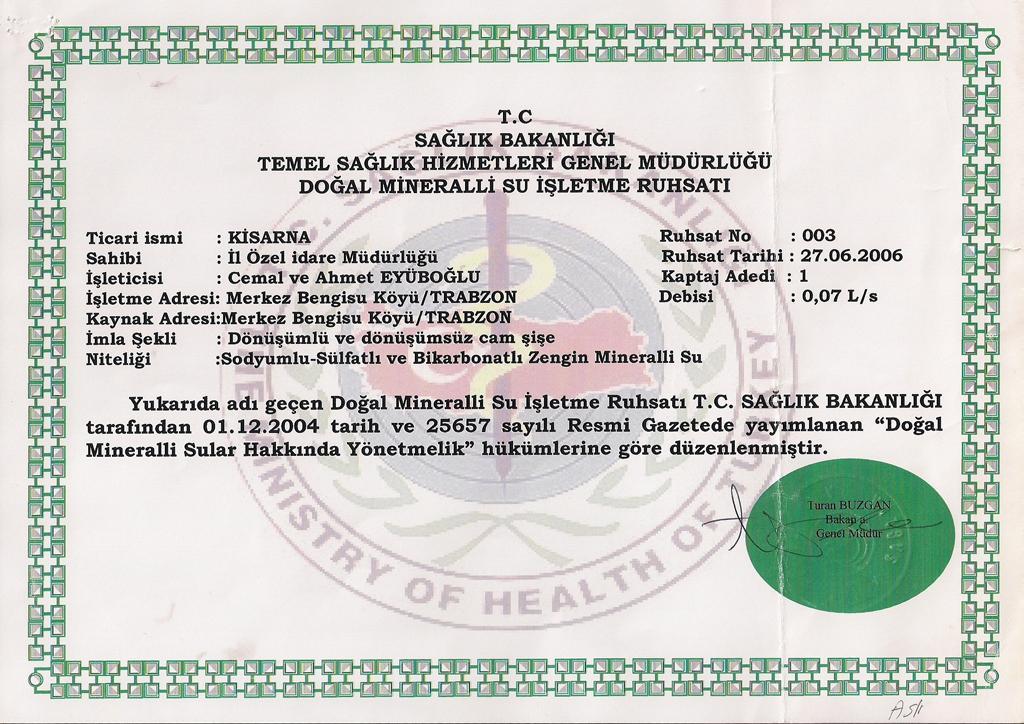 T.C
SAĞLIK BAKANLIĞI
TEMEL SAĞLIK HİZMETLERİ GENEL MÜDÜRLÜĞÜ
DOĞAL MİNERALLİ SU İŞLETME RUHSATI
Ticari ismi : KİSARNA
Sahibi : İl Özel idare Müdürlüğü
İşleticisi : Cemal ve Ahmet EYÜBOĞLU
İşletme Adresi: Merkez Bengisu Köyü/TRABZON
Kaynak Adresi:Merkez Bengisu Köyü/TRABZON
İmla Şekli : Dönüşümlü ve dönüşümsüz cam şişe
Niteliği :Sodyumlu-Sülfatlı ve Bikarbonatlı Zengin Mineralli Su
Ruhsat No : 003
Ruhsat Tarihi : 27.06.2006
Kaptaj Adedi : 1
Debisi : 0,07 L/s
Yukarıda adı geçen Doğal Mineralli Su İşletme Ruhsatı T.C. SAĞLIK BAKANLIĞI
tarafından 01.12.2004 tarih ve 25657 sayılı Resmi Gazetede yayımlanan “Doğal
Mineralli Sular Hakkında Yönetmelik” hükümlerine göre düzenlenmiştir.
Turan BUZGAN
Bakan a.
Genel Müdür
T.C. SAĞLIK BAKANLIĞI
THE MINISTRY OF HEALTH OF TURKEY
Aslı